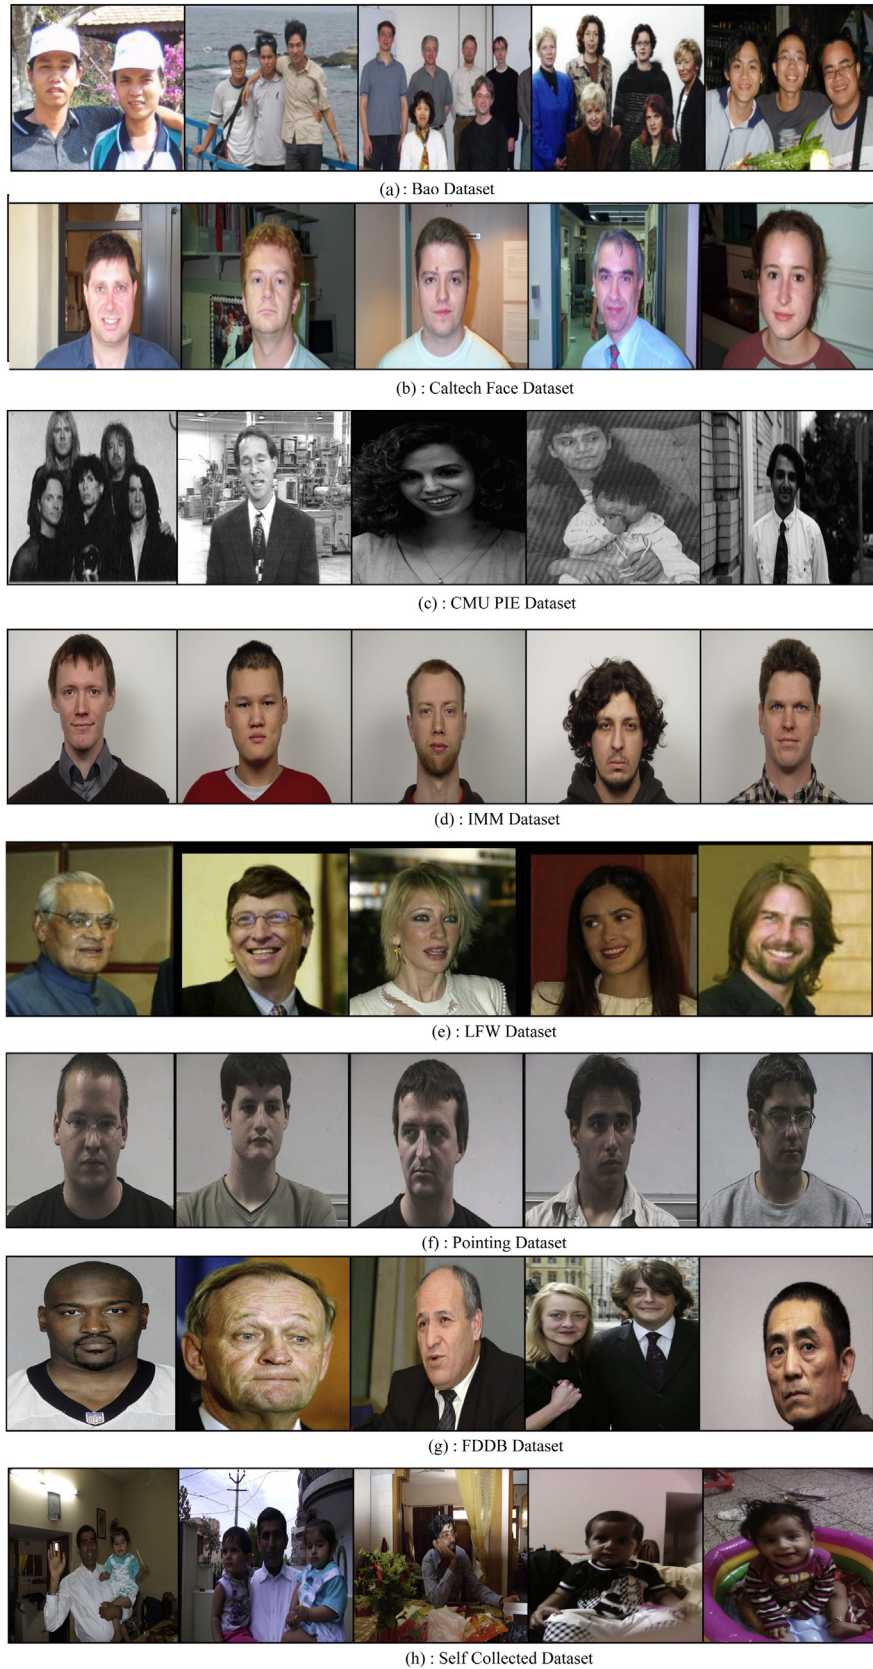 (a) : Bao Dataset
(b) : Caltech Face Dataset
(c) : CMU PIE Dataset
(d) : IMM Dataset
(e) : LFW Dataset
(f) : Pointing Dataset
(g) : FDDB Dataset
(h) : Self Collected Dataset